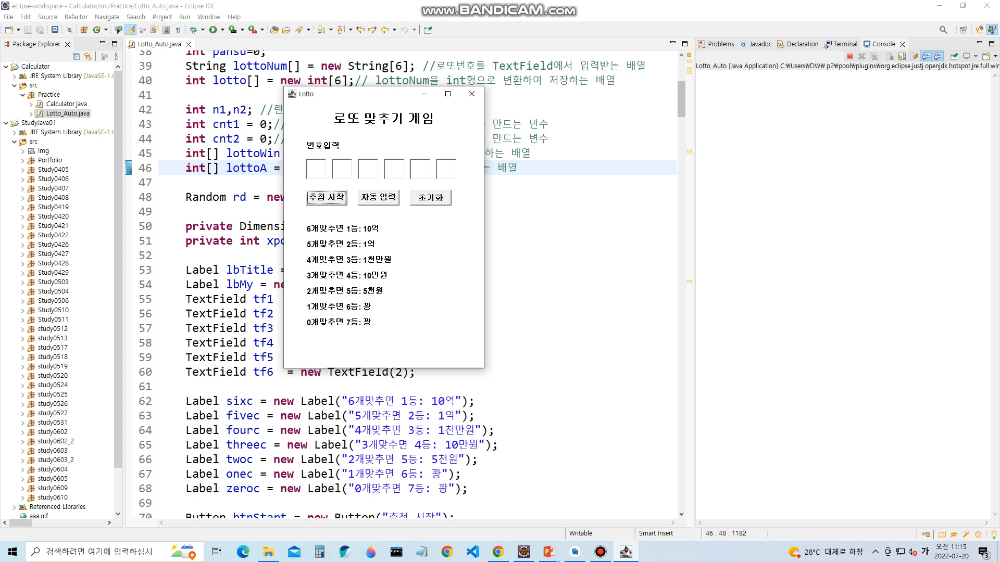 eclipse-workspace - Calculator/src/Practice/Lotto_Auto.java - Eclipse IDE
www.BANDICAM.com
File Edit Source Refactor Navigate Search Project Run Window Help
Package Explorer
Lotto_Auto.java
Problems Javadoc Declaration Terminal Console
Lotto_Auto [Java Application] C:₩Users₩DW₩.p2₩pool₩plugins₩org.eclipse.justj.openjdk.hotspot.jre.full.win
Calculator
JRE System Library [JavaSE-1.8
src
Practice
Calculator.java
Lotto_Auto.java
StudyJava01
JRE System Library [JavaSE-1.8
src
img
Portfolio
Study0405
Study0406
Study0407
Study0408
Study0419
Study0420
Study0421
Study0422
Study0426
Study0427
Study0428
Study0429
Study0503
Study0504
Study0506
Study0510
Study0511
study0512
study0513
study0517
study0518
study0519
study0520
study0524
study0525
study0526
study0527
study0531
study0602
study0602_2
study0603
study0603_2
study0604
study0605
study0609
study0610
Referenced Libraries
aaa.gif
38 int pansu=0;
39 String lottoNum[] = new String[6]; //로또번호를 TextField에서 입력받는 배열
40 int lotto[] = new int[6];// lottoNum을 int형으로 변환하여 저장하는 배열
41
42 int n1,n2; //랜
43 int cnt1 = 0;// 만드는 변수
44 int cnt2 = 0;// 만드는 변수
45 int[] lottoWin 하는 배열
46 int[] lottoA = 는 배열
47
48 Random rd = new
49
50 private Dimensi
51 private int xpo
52
53 Label lbTitle =
54 Label lbMy = ne
55 TextField tf1
56 TextField tf2
57 TextField tf3
58 TextField tf4
59 TextField tf5
60 TextField tf6 = new TextField(2);
61
62 Label sixc = new Label("6개맞추면 1등: 10억");
63 Label fivec = new Label("5개맞추면 2등: 1억");
64 Label fourc = new Label("4개맞추면 3등: 1천만원");
65 Label threec = new Label("3개맞추면 4등: 10만원");
66 Label twoc = new Label("2개맞추면 5등: 5천원");
67 Label onec = new Label("1개맞추면 6등: 꽝");
68 Label zeroc = new Label("0개맞추면 7등: 꽝");
69
70 Button btnStart = new Button("추첨 시작");
Lotto
로또 맞추기 게임
번호입력
추첨 시작 자동 입력 초기화
6개맞추면 1등: 10억
5개맞추면 2등: 1억
4개맞추면 3등: 1천만원
3개맞추면 4등: 10만원
2개맞추면 5등: 5천원
1개맞추면 6등: 꽝
0개맞추면 7등: 꽝
Writable Smart Insert 46 : 48 : 1182
검색하려면 여기에 입력하십시 28°C 대체로 화창 가 오전 11:15
2022-07-20 3